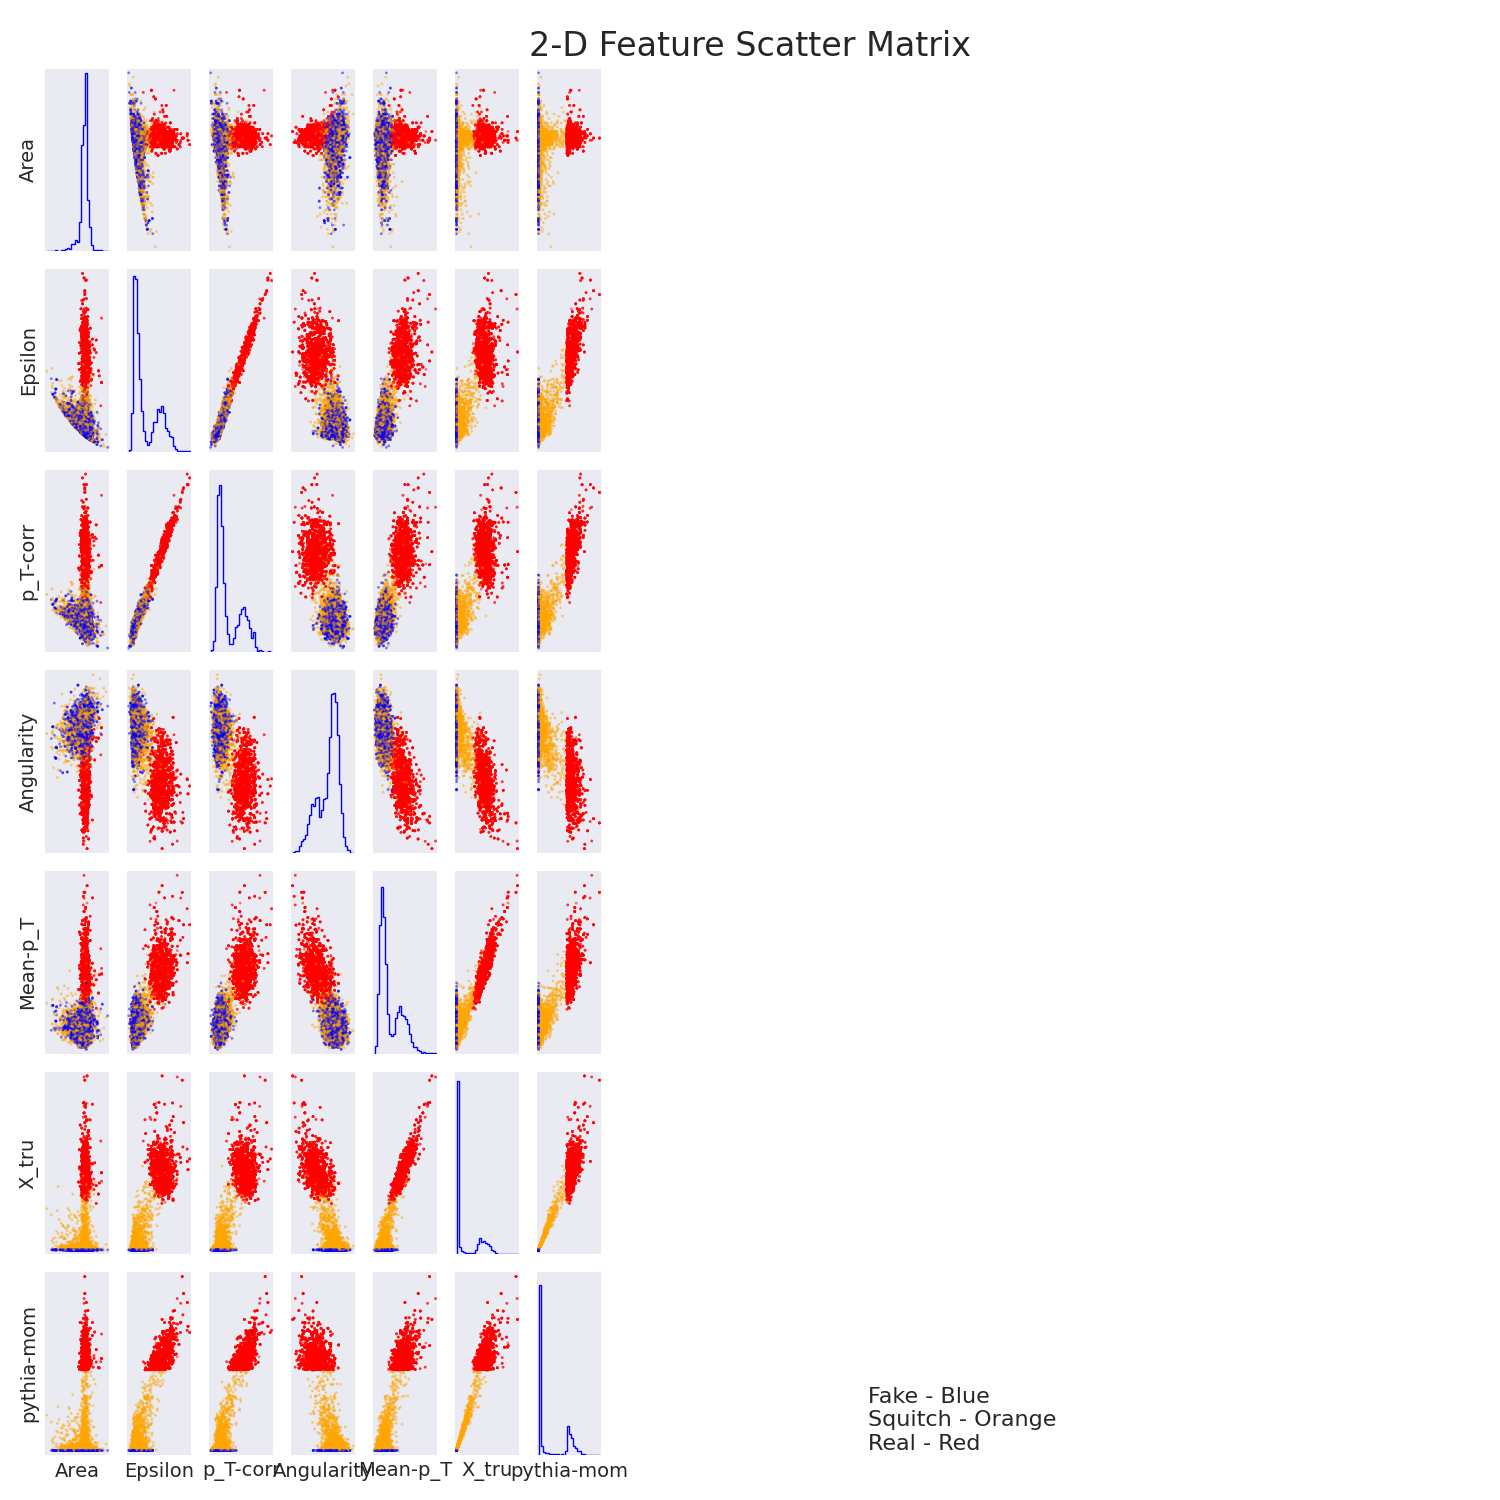 2-D Feature Scatter Matrix
Area
Epsilon
p_T-corr
Angularity
Mean-p_T
X_tru
pythia-mom
Area
Epsilon
p_T-corr
Angularity
Mean-p_T
X_tru
pythia-mom
Fake - Blue
Squitch - Orange
Real - Red